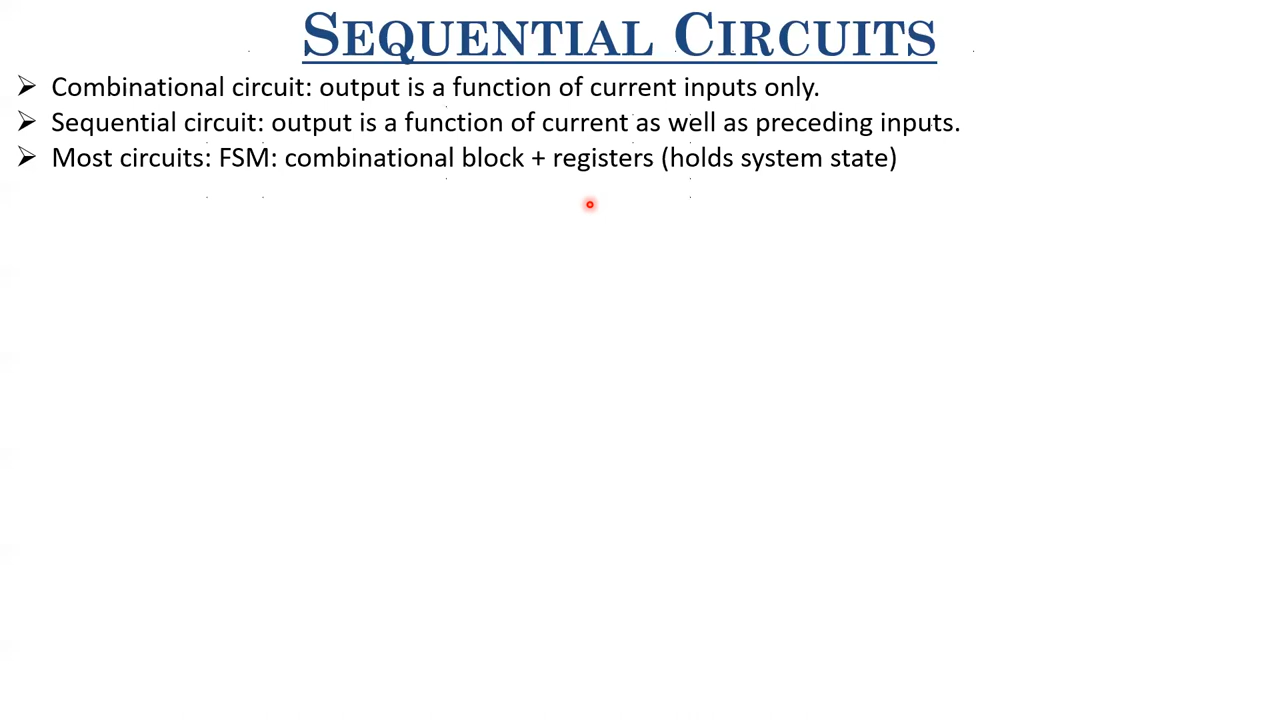 SEQUENTIAL CIRCUITS
➢ Combinational circuit: output is a function of current inputs only.
➢ Sequential circuit: output is a function of current as well as preceding inputs.
➢ Most circuits: FSM: combinational block + registers (holds system state)